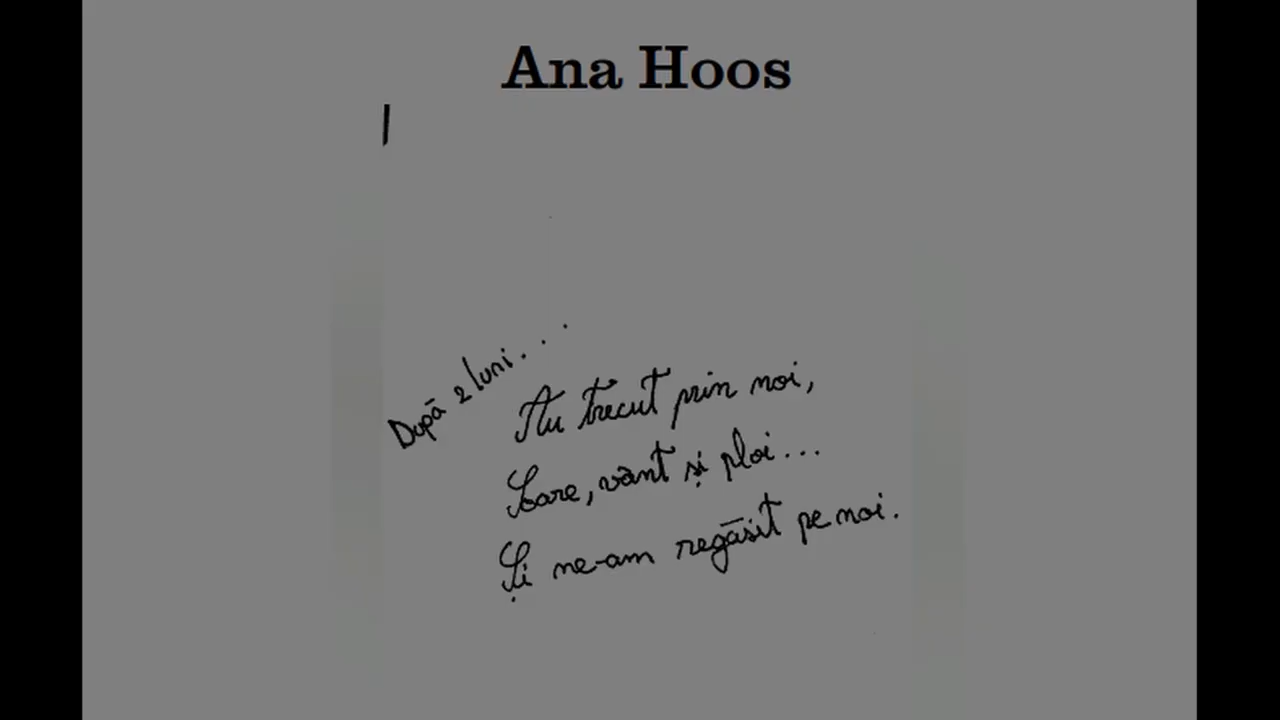 Ana Hoos
După 2 luni...
Au trecut prin noi,
Soare, vânt și ploi...
Și ne-am regăsit pe noi.